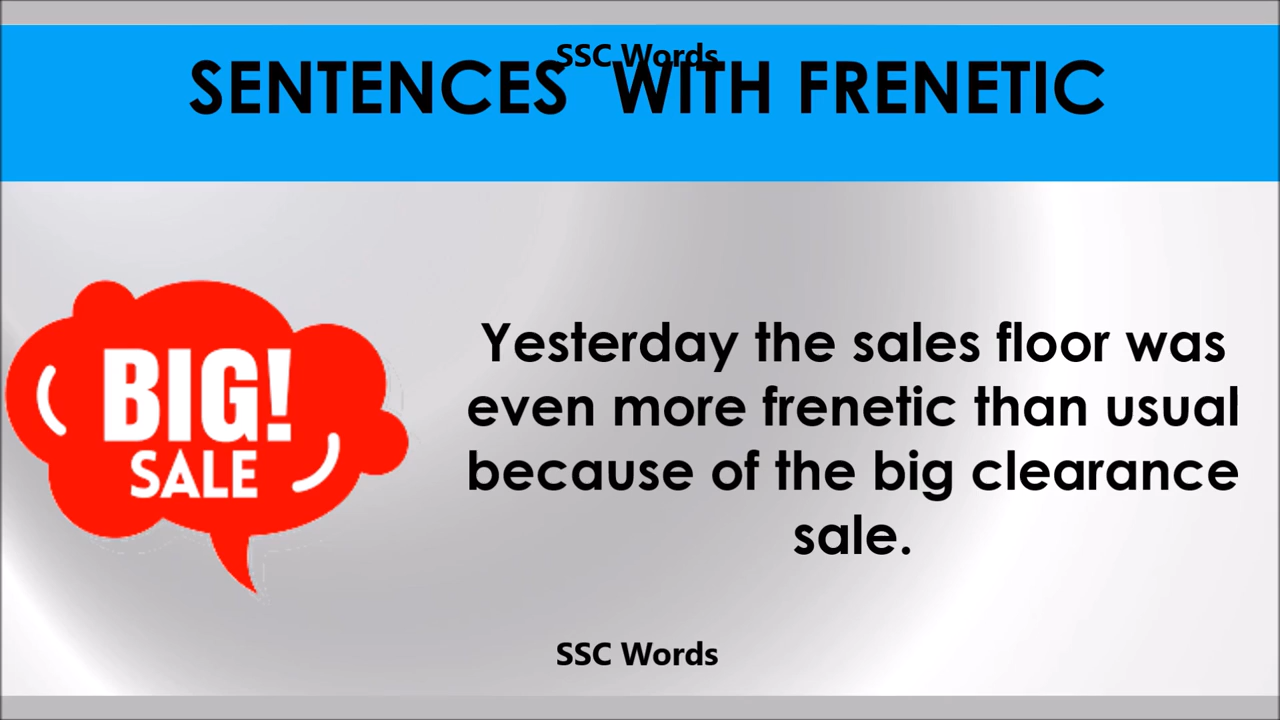 SSC Words
SENTENCES WITH FRENETIC
BIG!
SALE
Yesterday the sales floor was
even more frenetic than usual
because of the big clearance
sale.
SSC Words